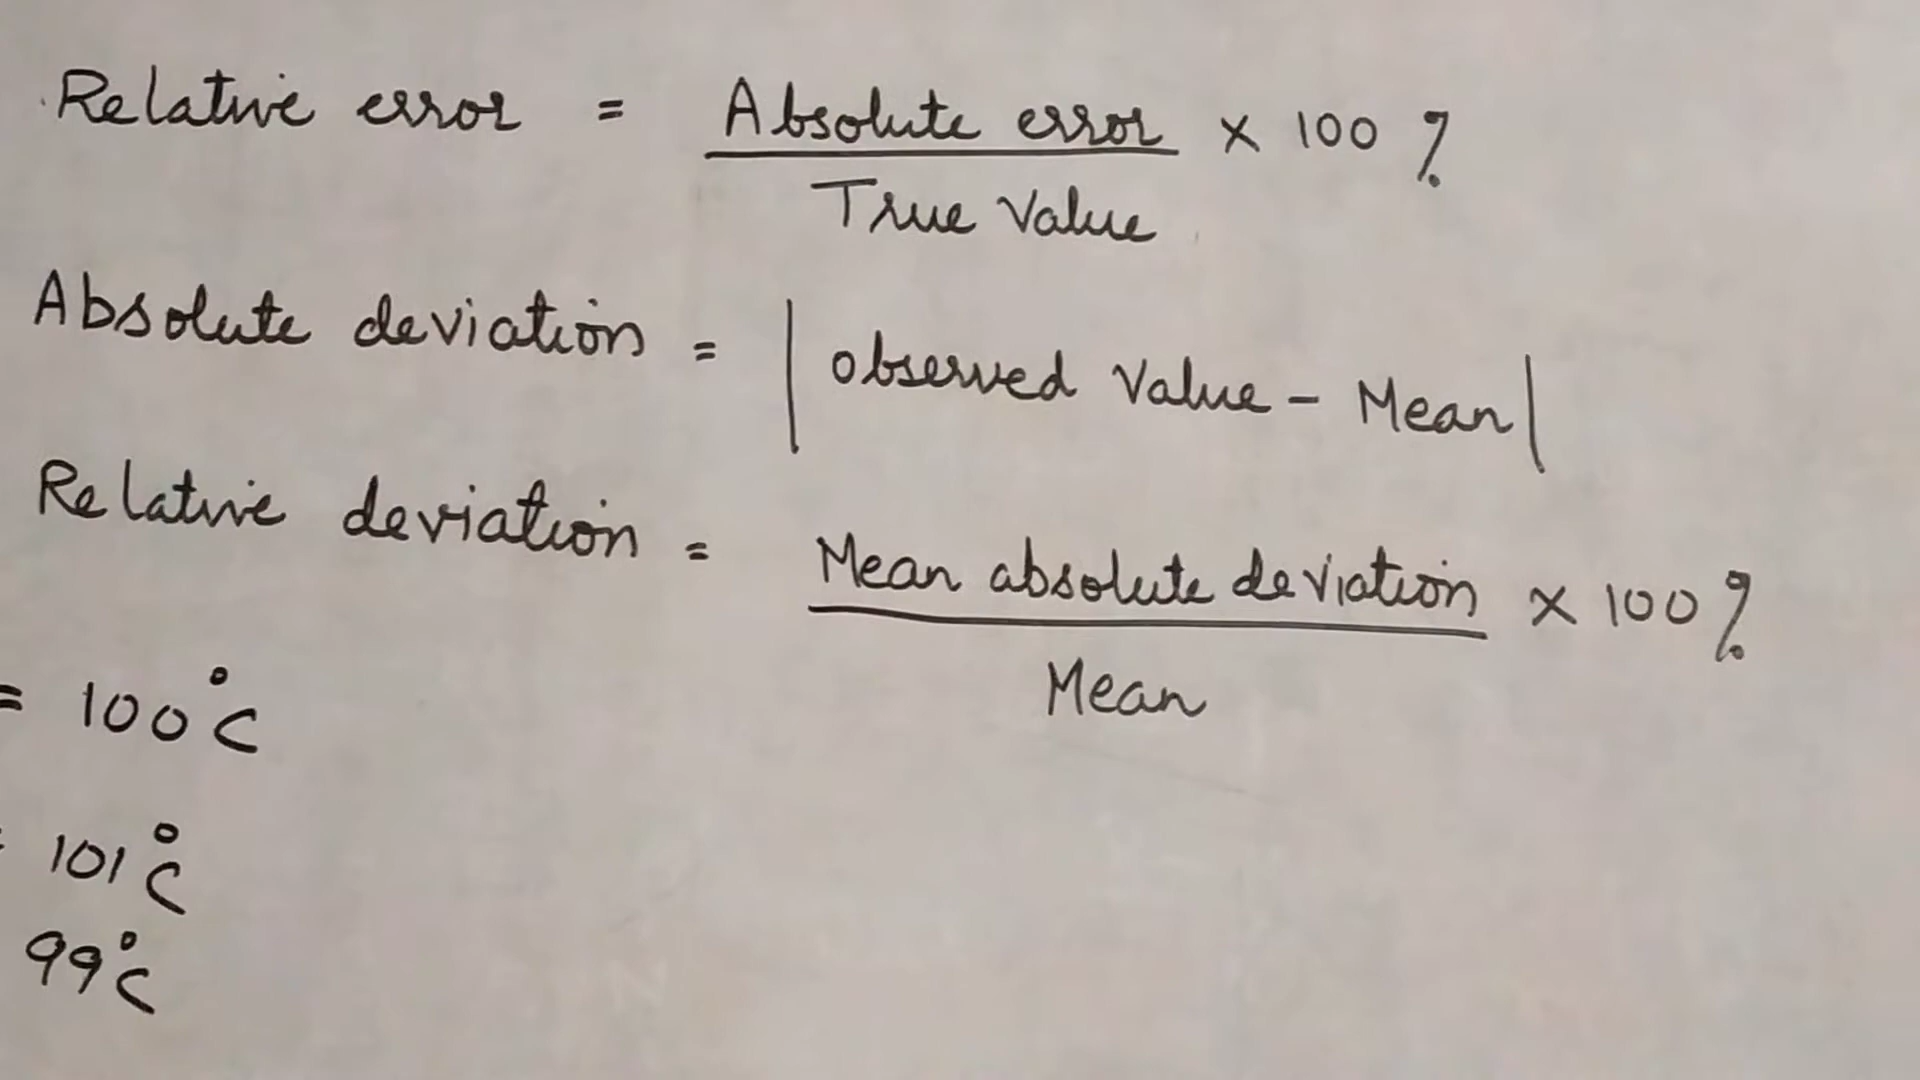 Relative error = Absolute error / True Value × 100 %
Absolute deviation = | observed Value - Mean |
Relative deviation = Mean absolute deviation / Mean × 100 %
= 100°C
= 101°C
99°C